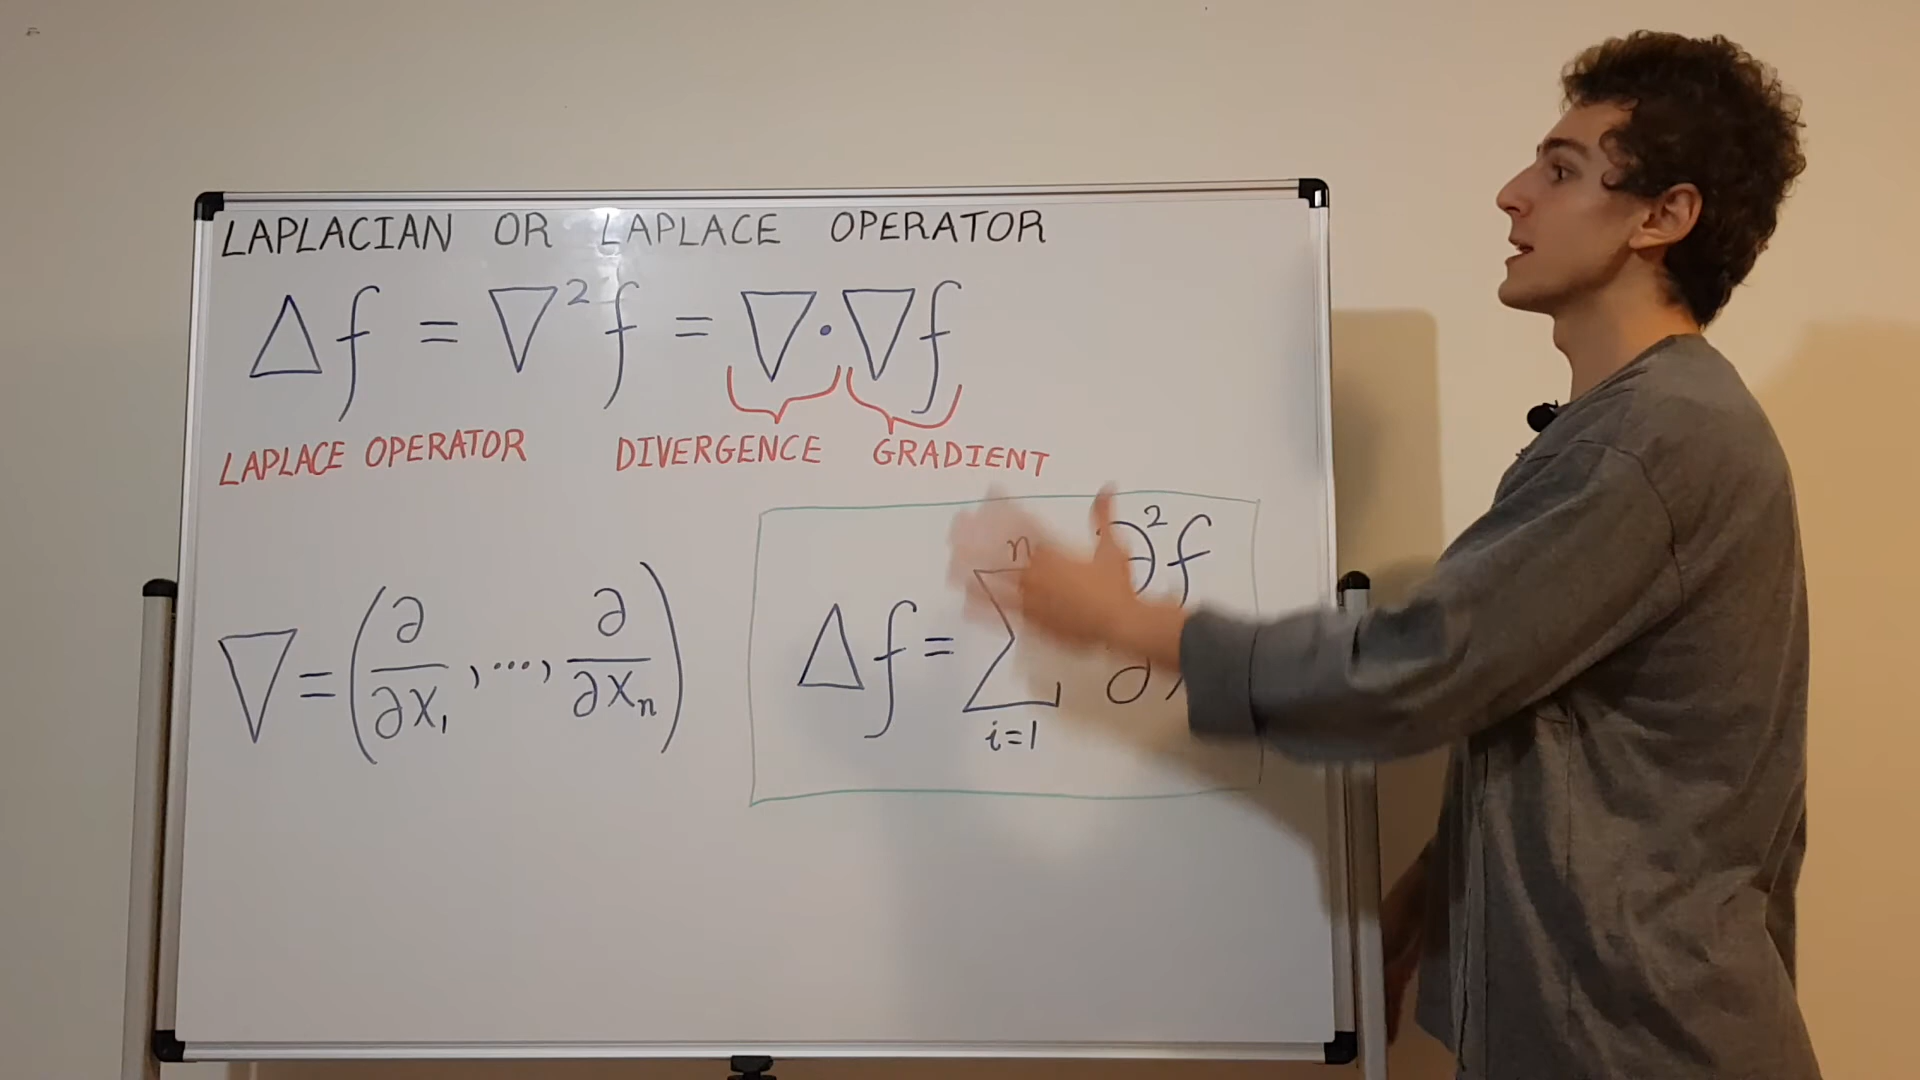 LAPLACIAN OR LAPLACE OPERATOR
Δf = ∇²f = ∇·∇f
LAPLACE OPERATOR DIVERGENCE GRADIENT
∇ = (∂/∂x₁, ..., ∂/∂xₙ)
n ∂²f
Δf = Σ ∂
i=1